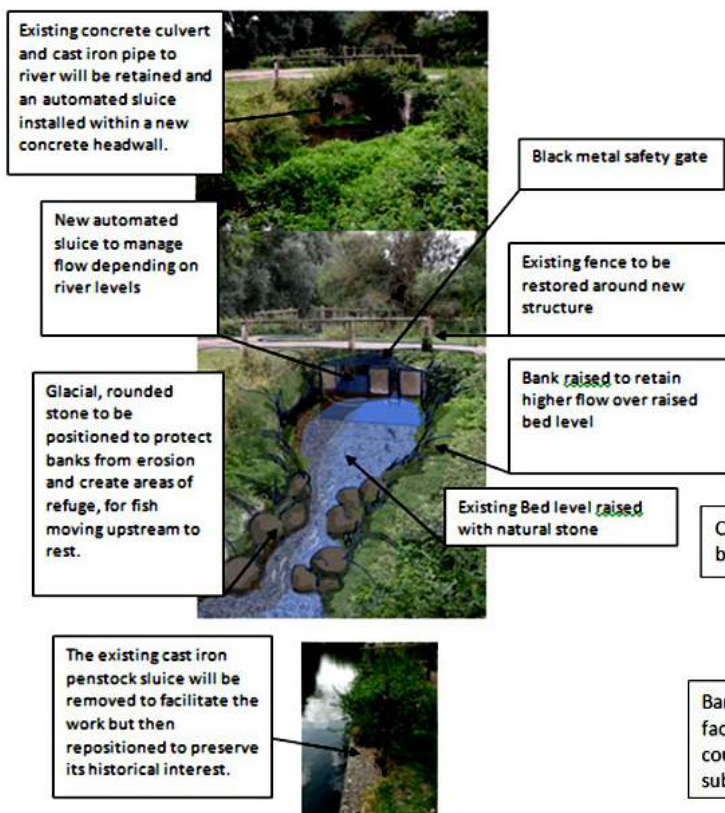 Existing concrete culvert
and cast iron pipe to
river will be retained and
an automated sluice
installed within a new
concrete headwall.
Black metal safety gate
New automated
sluice to manage
flow depending on
river levels
Existing fence to be
restored around new
structure
Glacial, rounded
stone to be
positioned to protect
banks from erosion
and create areas of
refuge, for fish
moving upstream to
rest.
Bank raised to retain
higher flow over raised
bed level
Existing Bed level raised
with natural stone
The existing cast iron
penstock sluice will be
removed to facilitate the
work but then
repositioned to preserve
its historical interest.